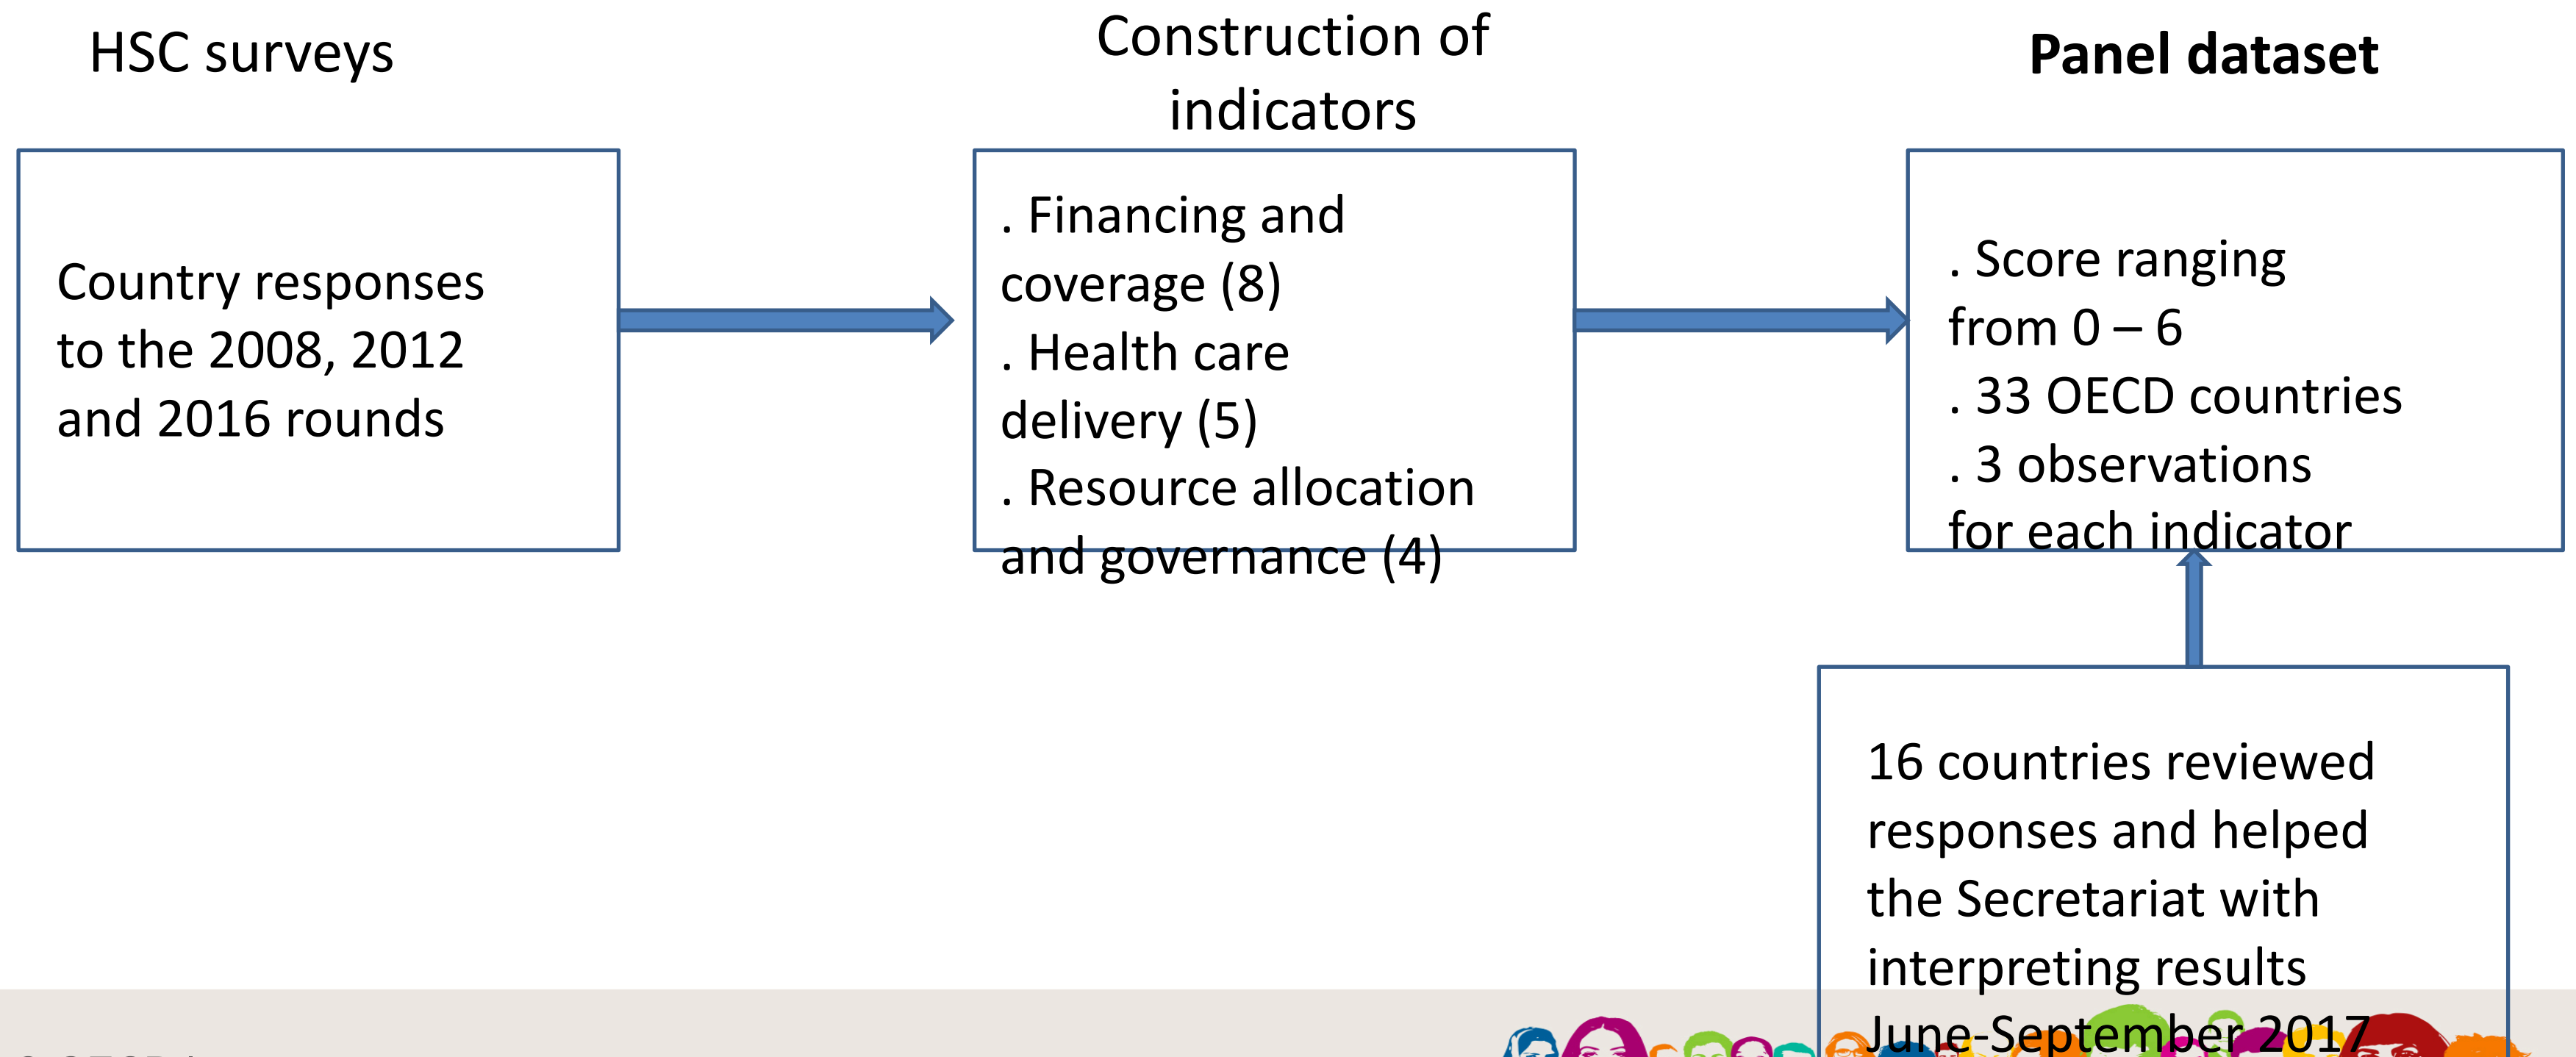 HSC surveys
Construction of
indicators
Panel dataset
Country responses
to the 2008, 2012
and 2016 rounds
. Financing and
coverage (8)
. Health care
delivery (5)
. Resource allocation
and governance (4)
. Score ranging
from 0 – 6
. 33 OECD countries
. 3 observations
for each indicator
16 countries reviewed
responses and helped
the Secretariat with
interpreting results
June-September 2017